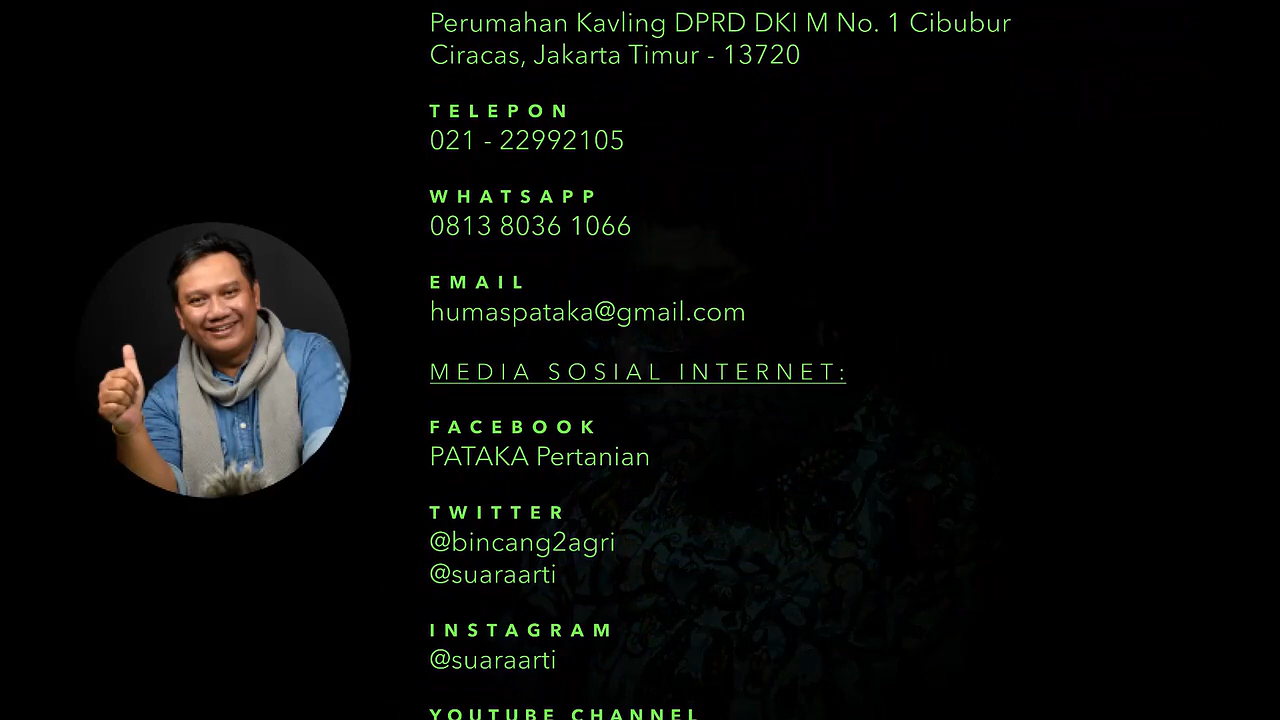 Perumahan Kavling DPRD DKI M No. 1 Cibubur
Ciracas, Jakarta Timur - 13720
TELEPON
021 - 22992105
WHATSAPP
0813 8036 1066
EMAIL
humaspataka@gmail.com
MEDIA SOSIAL INTERNET:
FACEBOOK
PATAKA Pertanian
TWITTER
@bincang2agri
@suaraarti
INSTAGRAM
@suaraarti
YOUTUBE CHANNEL